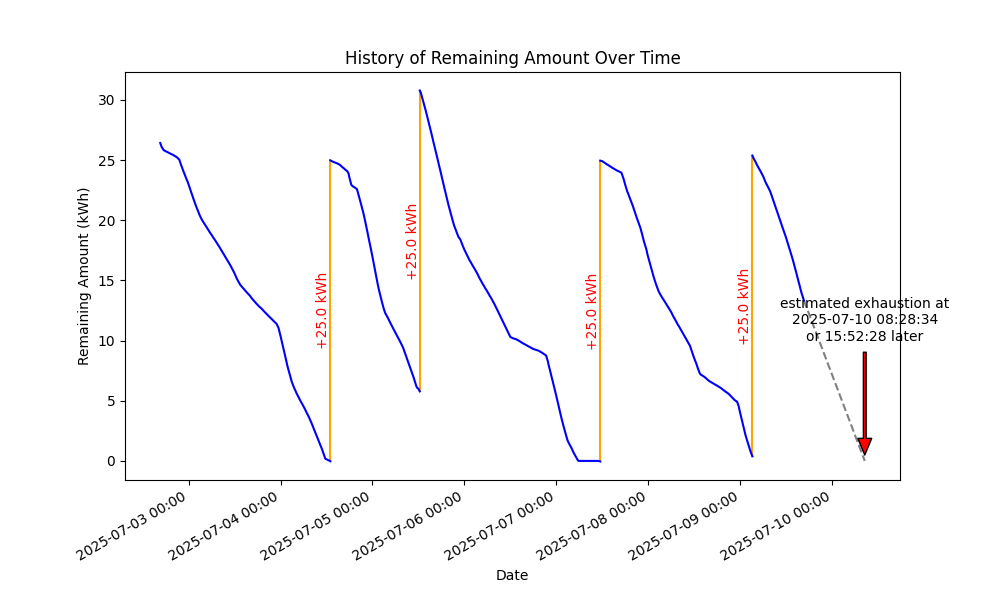 History of Remaining Amount Over Time
Remaining Amount (kWh)
30
25
20
15
10
5
0
+25.0 kWh
+25.0 kWh
+25.0 kWh
+25.0 kWh
estimated exhaustion at
2025-07-10 08:28:34
or 15:52:28 later
2025-07-03 00:00
2025-07-04 00:00
2025-07-05 00:00
2025-07-06 00:00
2025-07-07 00:00
2025-07-08 00:00
2025-07-09 00:00
2025-07-10 00:00
Date